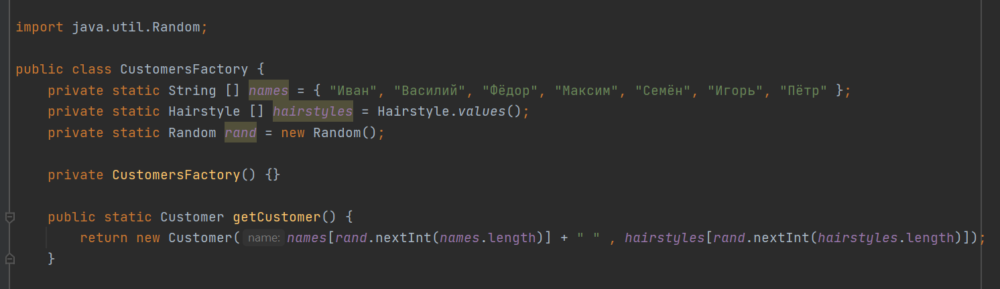 import java.util.Random;
public class CustomersFactory {
private static String [] names = { "Иван", "Василий", "Фёдор", "Максим", "Семён", "Игорь", "Пётр" };
private static Hairstyle [] hairstyles = Hairstyle.values();
private static Random rand = new Random();
private CustomersFactory() {}
public static Customer getCustomer() {
return new Customer( name: names[rand.nextInt(names.length)] + " " , hairstyles[rand.nextInt(hairstyles.length)]);
}